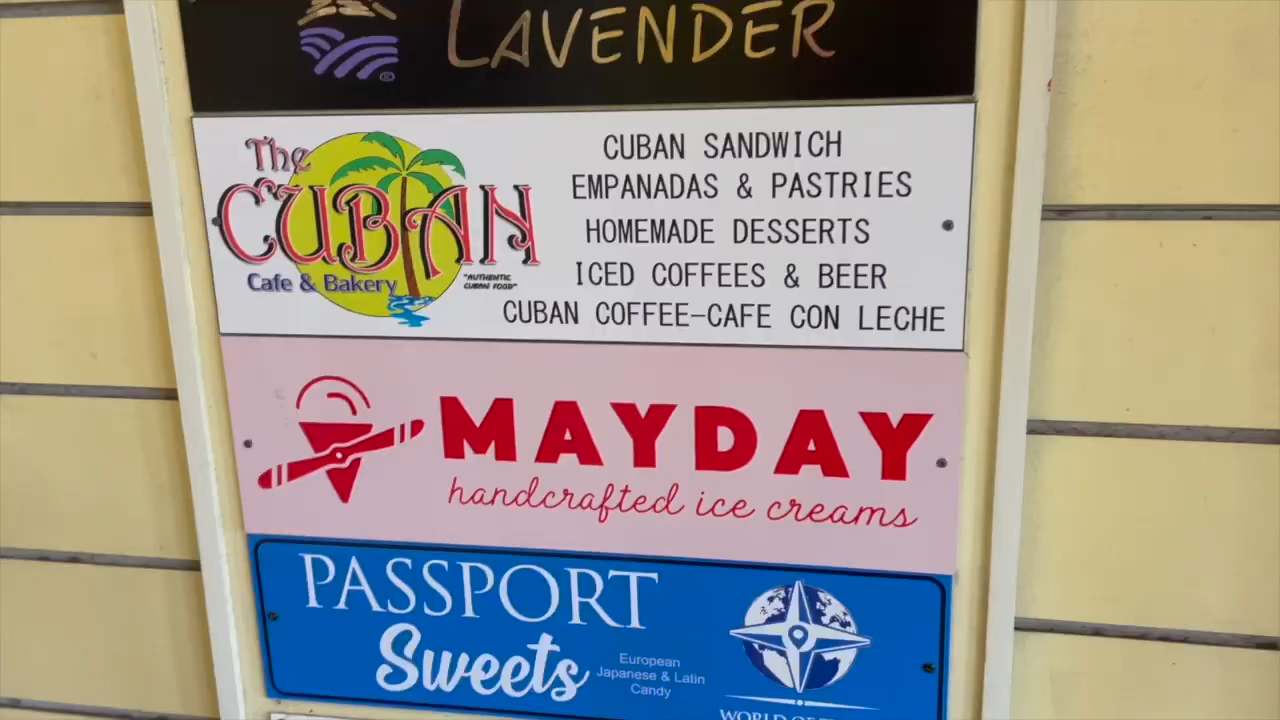 LAVENDER
®
The
CUBAN
Cafe & Bakery
"AUTHENTIC
CUBAN FOOD"
CUBAN SANDWICH
EMPANADAS & PASTRIES
HOMEMADE DESSERTS
ICED COFFEES & BEER
CUBAN COFFEE-CAFE CON LECHE
MAYDAY
handcrafted ice creams
PASSPORT
Sweets
European
Japanese & Latin
Candy
WORLD OF